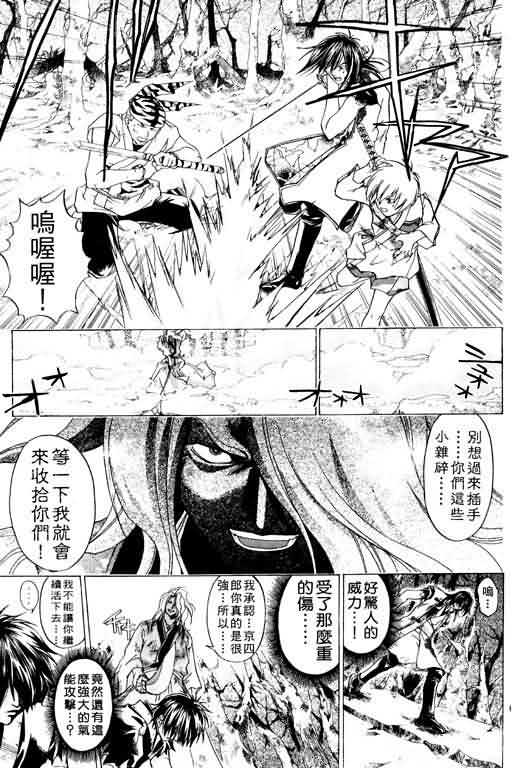 嗚喔喔！
別想過來插手
……你們這些
小雜碎……
等一下我就會
來收拾你們！
嗚…
好驚人的
威力…！
受了那麼重
的傷…
我承認…京四
郎你真的是很
強…所以…
竟然還有這
麼強大的氣
能攻擊…？
我不能讓你繼
續活下去……
……